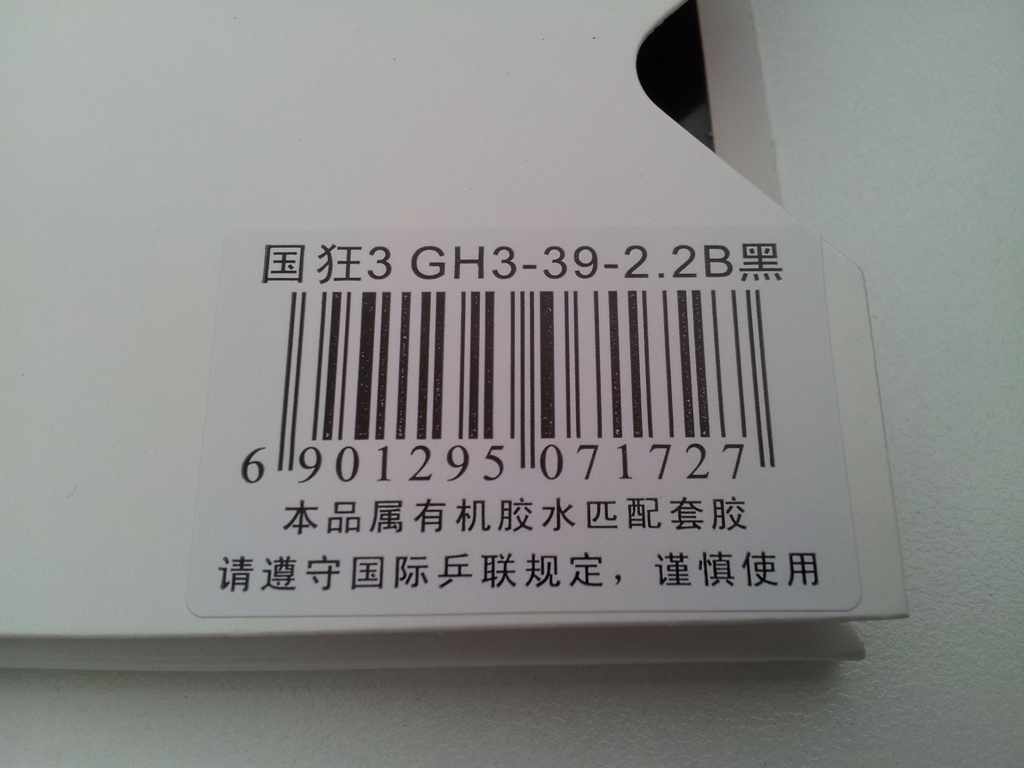 国狂3 GH3-39-2.2B黑
6 901295 071727
本品属有机胶水匹配套胶
请遵守国际乒联规定，谨慎使用